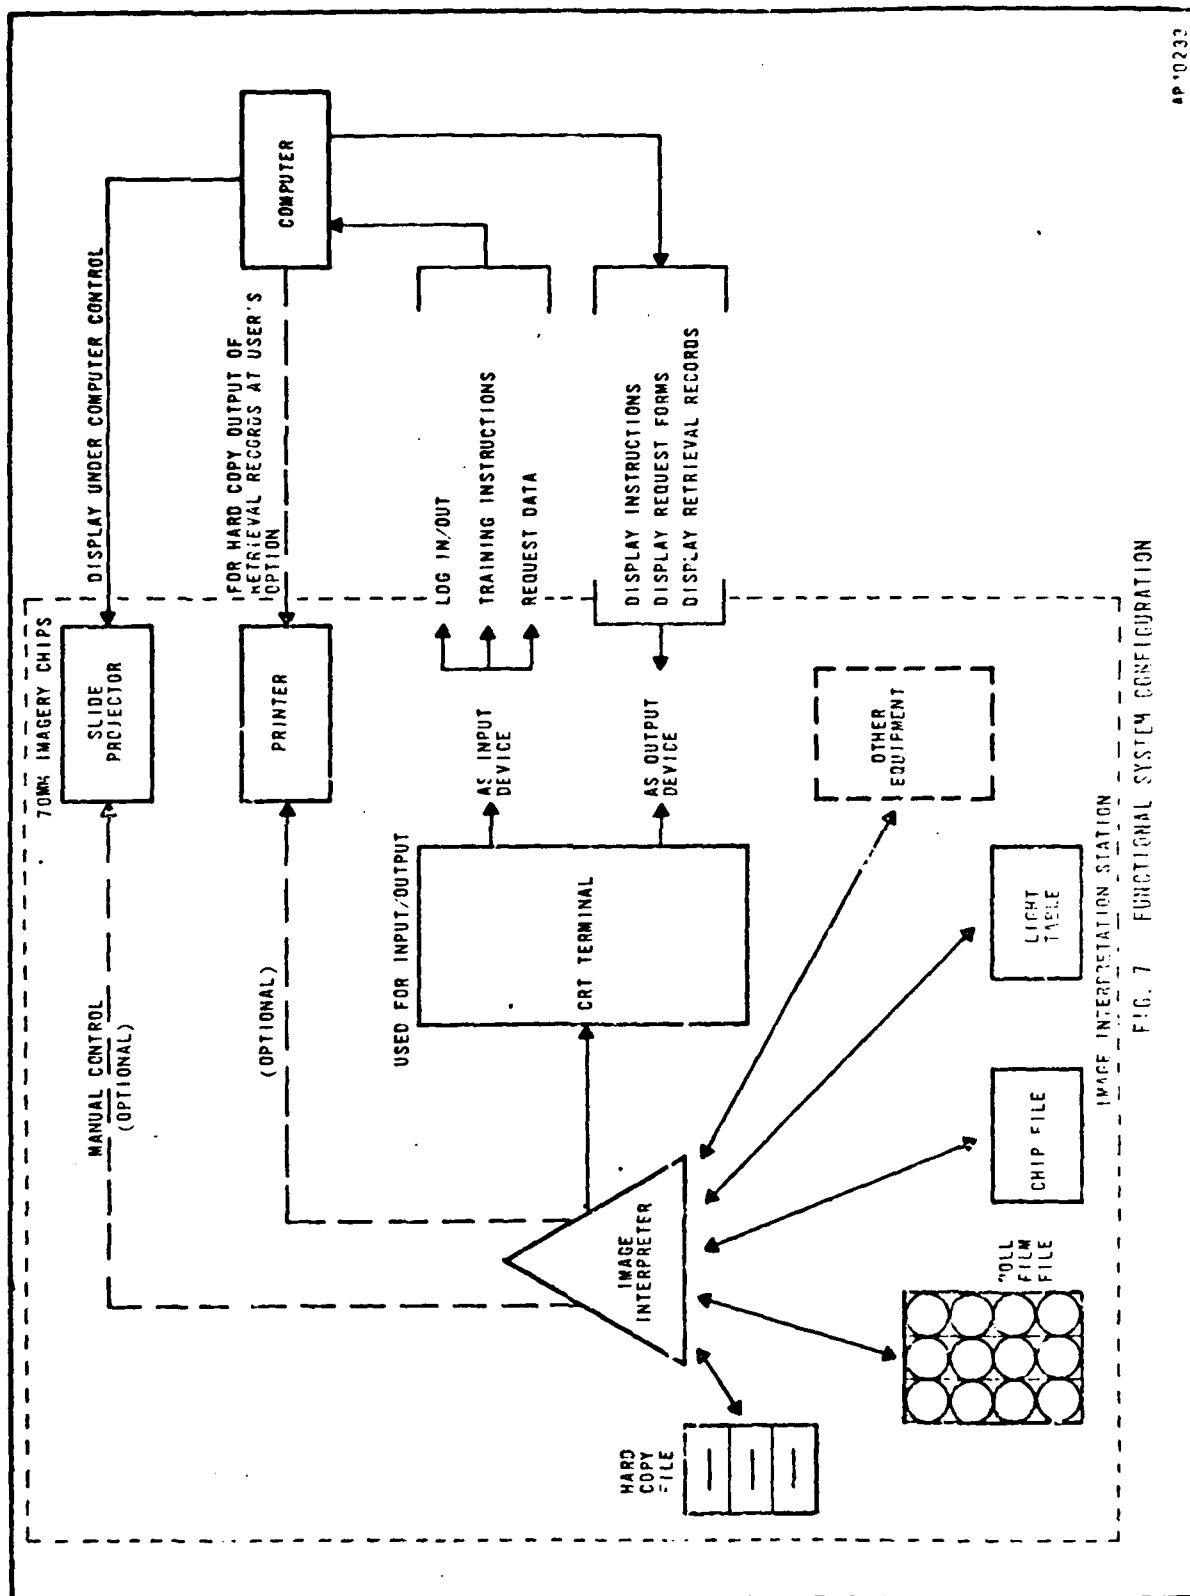 70MM IMAGERY CHIPS
MANUAL CONTROL
(OPTIONAL)
SLIDE
PROJECTOR
DISPLAY UNDER COMPUTER CONTROL
(OPTIONAL)
PRINTER
FOR HARD COPY OUTPUT OF
RETRIEVAL RECORDS AT USER'S
OPTION
COMPUTER
USED FOR INPUT/OUTPUT
CRT TERMINAL
AS INPUT
DEVICE
LOG IN/OUT
TRAINING INSTRUCTIONS
REQUEST DATA
AS OUTPUT
DEVICE
DISPLAY INSTRUCTIONS
DISPLAY REQUEST FORMS
DISPLAY RETRIEVAL RECORDS
IMAGE
INTERPRETER
HARD
COPY
FILE
ROLL
FILM
FILE
CHIP FILE
LIGHT
TABLE
OTHER
EQUIPMENT
IMAGE INTERPRETATION STATION
FIG. 7 FUNCTIONAL SYSTEM CONFIGURATION